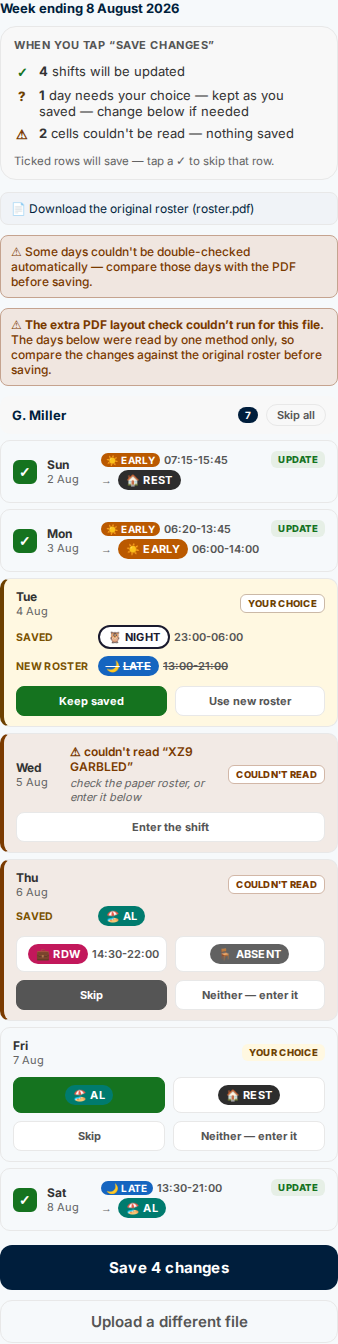 Week ending 8 August 2026
WHEN YOU TAP “SAVE CHANGES”
✓ 4 shifts will be updated
? 1 day needs your choice — kept as you
saved — change below if needed
⚠ 2 cells couldn't be read — nothing saved
Ticked rows will save — tap a ✓ to skip that row.
📄 Download the original roster (roster.pdf)
⚠ Some days couldn't be double-checked
automatically — compare those days with the PDF
before saving.
⚠ The extra PDF layout check couldn’t run for this file.
The days below were read by one method only, so
compare the changes against the original roster before
saving.
G. Miller 7 Skip all
✓ Sun 2 Aug ☀️ EARLY 07:15-15:45 UPDATE
→ 🏠 REST
✓ Mon 3 Aug ☀️ EARLY 06:20-13:45 UPDATE
→ ☀️ EARLY 06:00-14:00
Tue
4 Aug YOUR CHOICE
SAVED 🦉 NIGHT 23:00-06:00
NEW ROSTER 🌙 LATE 13:00-21:00
Keep saved Use new roster
Wed
5 Aug
⚠ couldn't read “XZ9
GARBLED”
check the paper roster, or
enter it below
COULDN'T READ
Enter the shift
Thu
6 Aug COULDN'T READ
SAVED 🏖️ AL
💼 RDW 14:30-22:00 🪑 ABSENT
Skip Neither — enter it
Fri
7 Aug YOUR CHOICE
🏖️ AL 🏠 REST
Skip Neither — enter it
✓ Sat 8 Aug 🌙 LATE 13:30-21:00 UPDATE
→ 🏖️ AL
Save 4 changes
Upload a different file